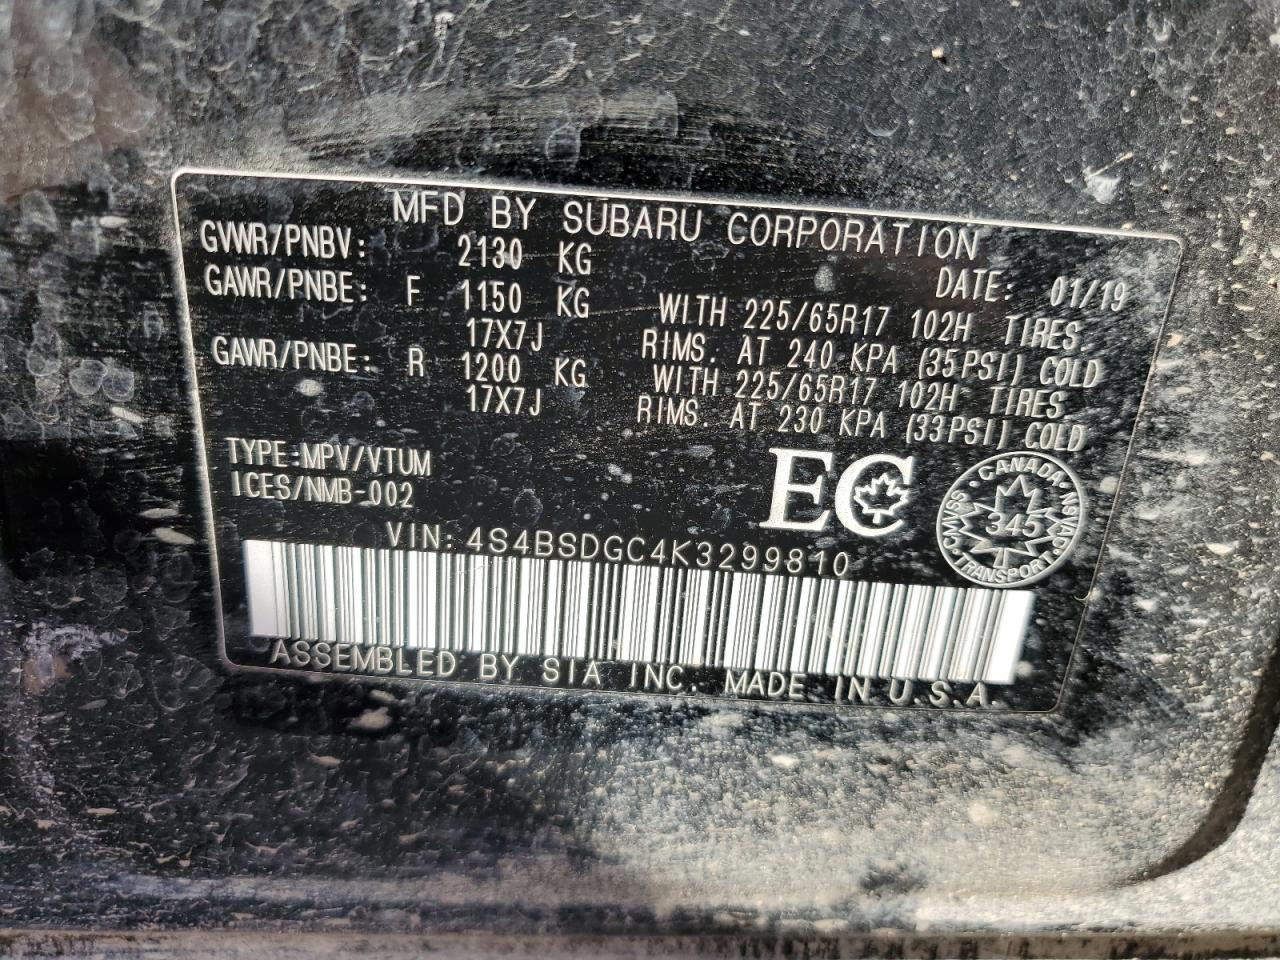 MFD BY SUBARU CORPORATION
GVWR/PNBV: 2130 KG DATE: 01/19
GAWR/PNBE: F 1150 KG WITH 225/65R17 102H TIRES.
17X7J RIMS. AT 240 KPA (35PSI) COLD
GAWR/PNBE: R 1200 KG WITH 225/65R17 102H TIRES
17X7J RIMS. AT 230 KPA (33PSI) COLD
TYPE:MPV/VTUM
ICES/NMB-002
EC
CANADA NSVAC
345
TRANSPORT CMVSS
VIN: 4S4BSDGC4K3299810
ASSEMBLED BY SIA INC. MADE IN U.S.A.